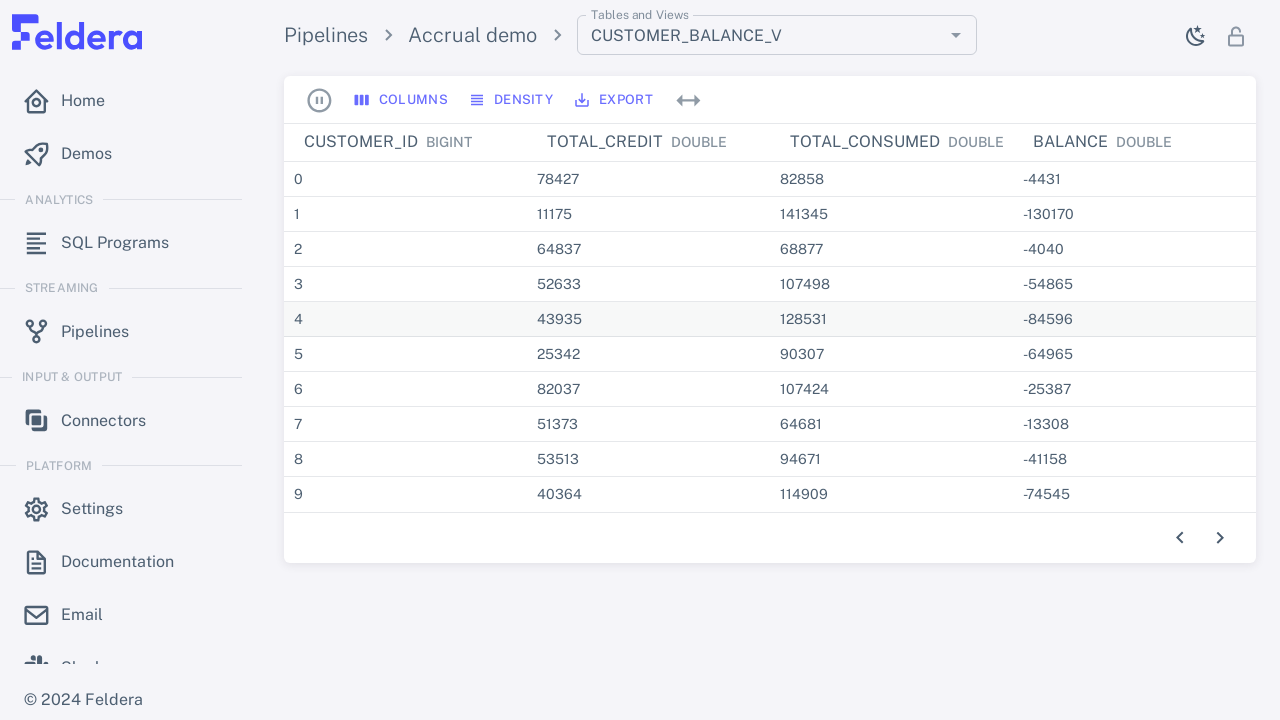 Feldera
Home
Demos
ANALYTICS
SQL Programs
STREAMING
Pipelines
INPUT & OUTPUT
Connectors
PLATFORM
Settings
Documentation
Email
© 2024 Feldera
Pipelines > Accrual demo >
Tables and Views
CUSTOMER_BALANCE_V
COLUMNS DENSITY EXPORT
CUSTOMER_ID BIGINT TOTAL_CREDIT DOUBLE TOTAL_CONSUMED DOUBLE BALANCE DOUBLE
0 78427 82858 -4431
1 11175 141345 -130170
2 64837 68877 -4040
3 52633 107498 -54865
4 43935 128531 -84596
5 25342 90307 -64965
6 82037 107424 -25387
7 51373 64681 -13308
8 53513 94671 -41158
9 40364 114909 -74545